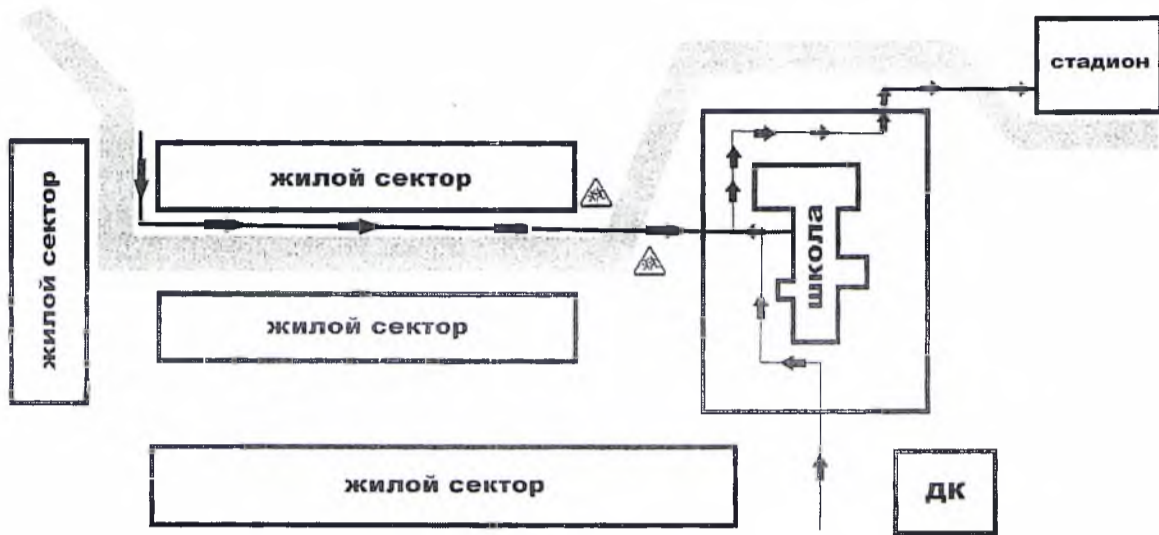 стадион
жилой сектор
жилой сектор
школа
жилой сектор
жилой сектор
ДК